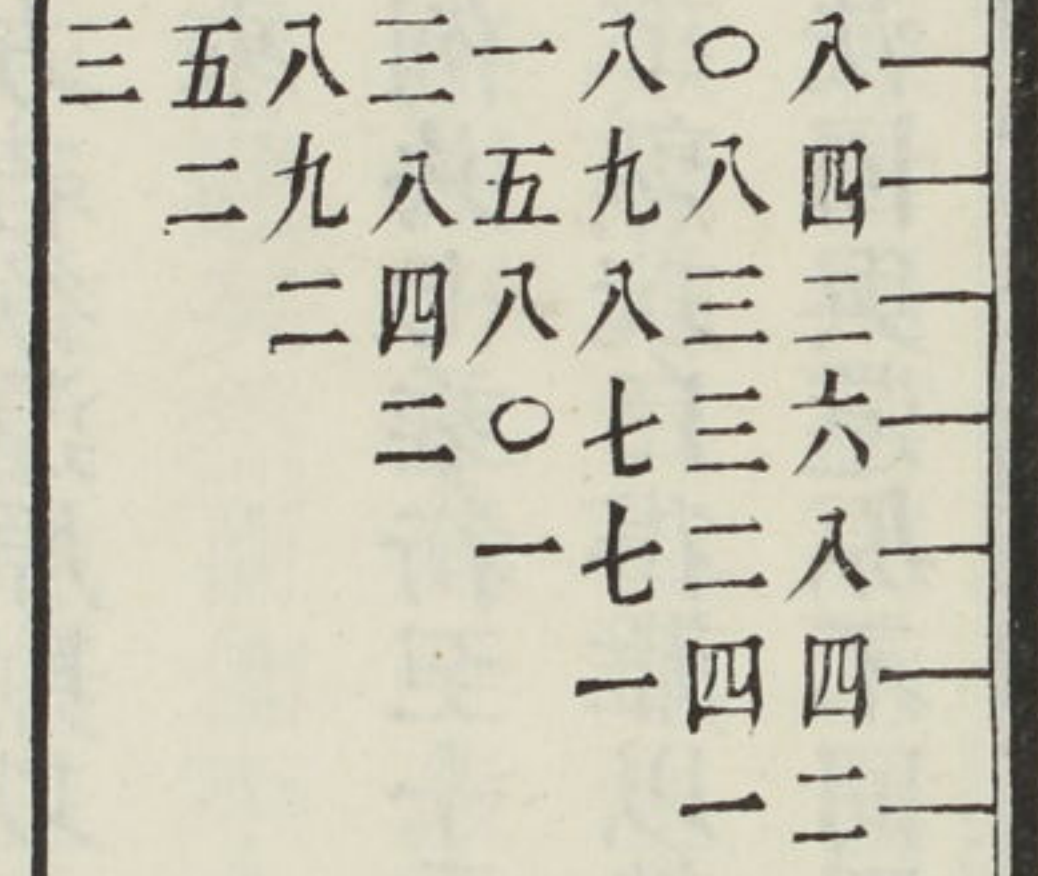 八四二六八四二
〇八三三二四一
八九八七七一
一五八〇一
三八四二
八九二
五二
三